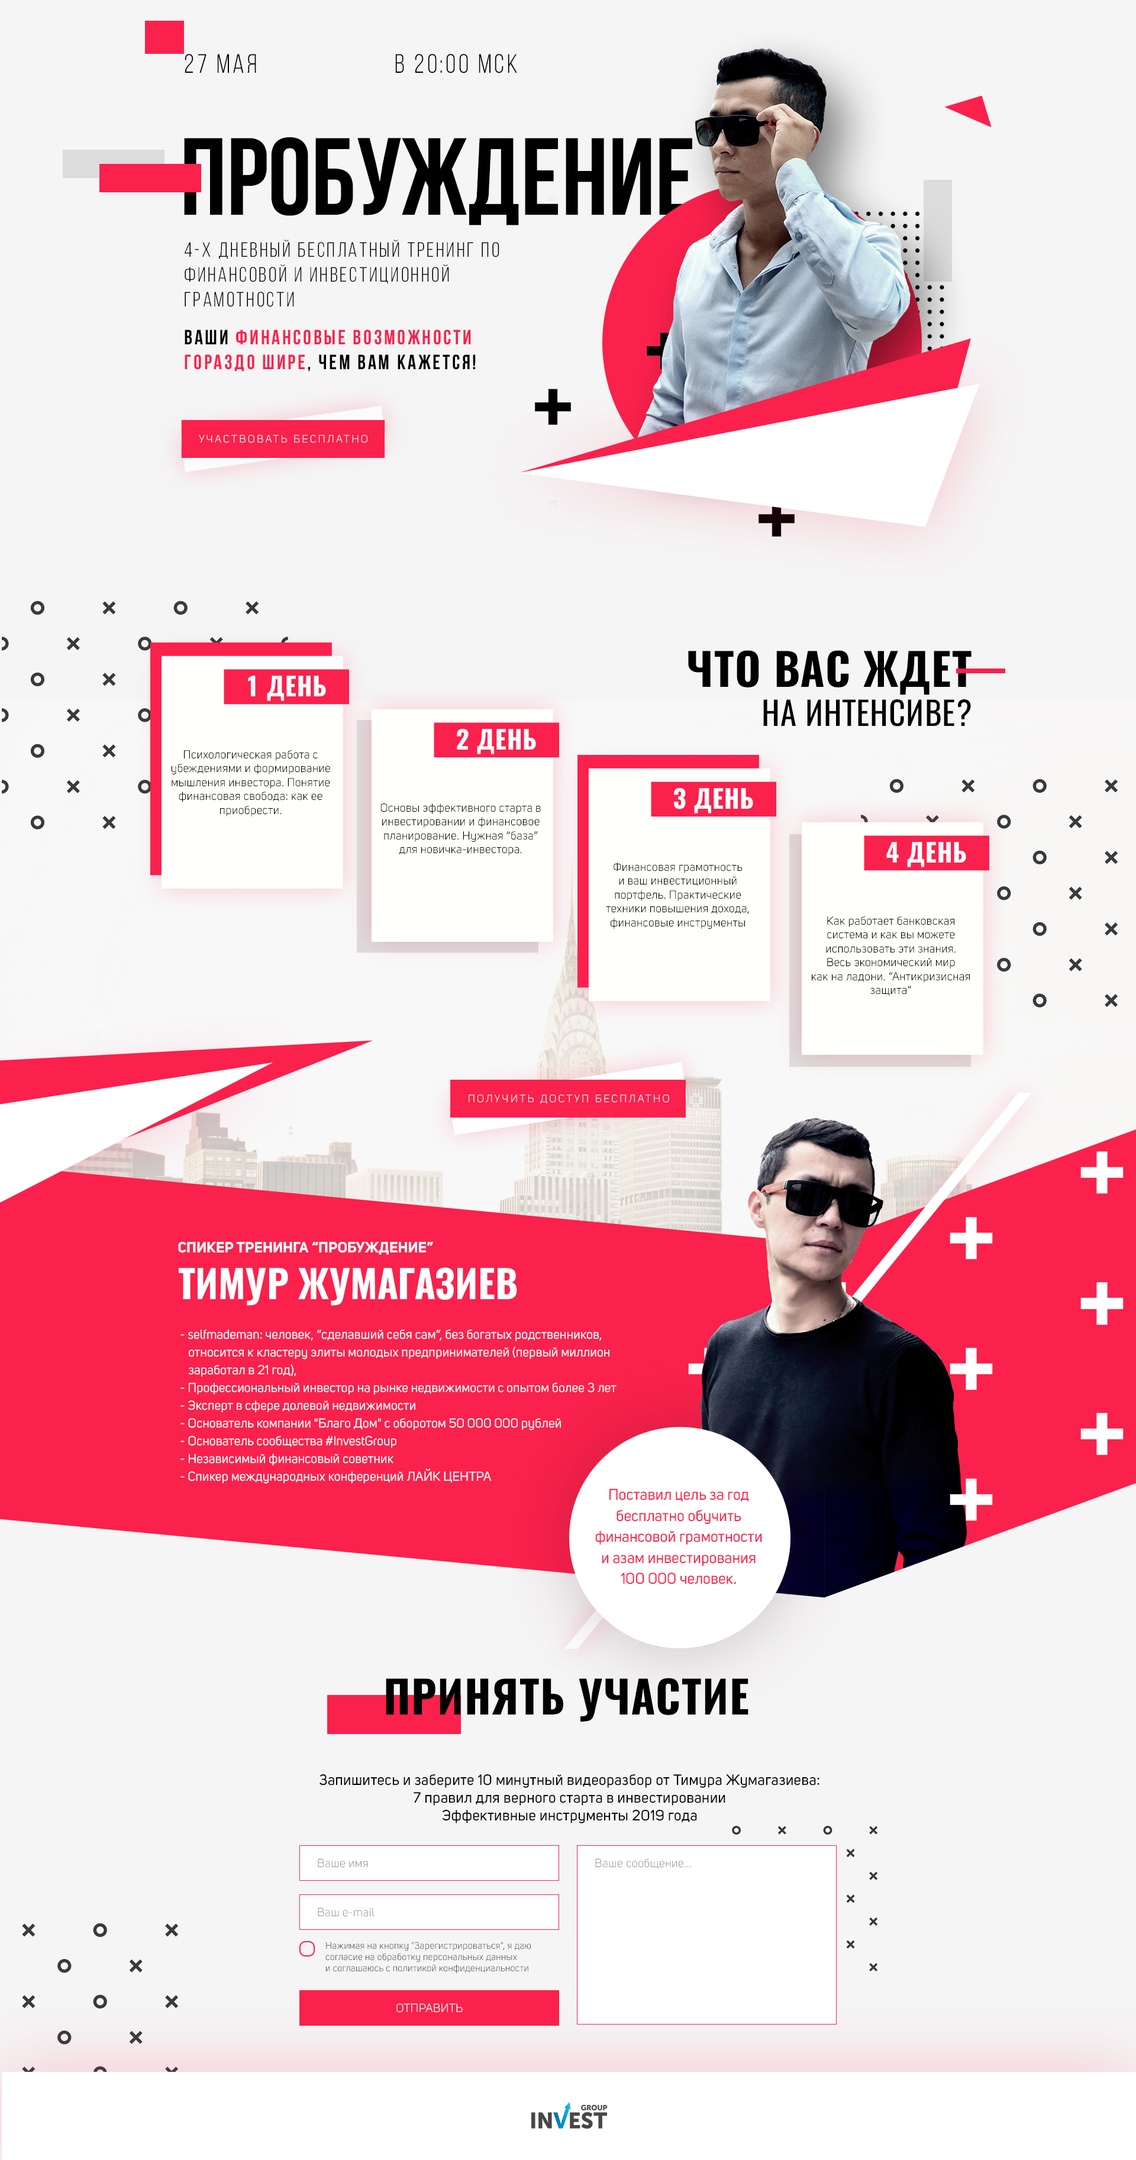 27 МАЯ
В 20:00 МСК
ПРОБУЖДЕНИЕ
4-Х ДНЕВНЫЙ БЕСПЛАТНЫЙ ТРЕНИНГ ПО
ФИНАНСОВОЙ И ИНВЕСТИЦИОННОЙ
ГРАМОТНОСТИ
ВАШИ ФИНАНСОВЫЕ ВОЗМОЖНОСТИ
ГОРАЗДО ШИРЕ, ЧЕМ ВАМ КАЖЕТСЯ!
УЧАСТВОВАТЬ БЕСПЛАТНО
ЧТО ВАС ЖДЕТ
НА ИНТЕНСИВЕ?
1 ДЕНЬ
Психологическая работа с
убеждениями и формирование
мышления инвестора. Понятие
финансовая свобода: как ее
приобрести.
2 ДЕНЬ
Основы эффективного старта в
инвестировании и финансовое
планирование. Нужная "база"
для новичка-инвестора.
3 ДЕНЬ
Финансовая грамотность
и ваш инвестиционный
портфель. Практические
техники повышения дохода,
финансовые инструменты
4 ДЕНЬ
Как работает банковская
система и как вы можете
использовать эти знания.
Весь экономический мир
как на ладони. "Антикризисная
защита"
ПОЛУЧИТЬ ДОСТУП БЕСПЛАТНО
СПИКЕР ТРЕНИНГА "ПРОБУЖДЕНИЕ"
ТИМУР ЖУМАГАЗИЕВ
- selfmademan: человек, "сделавший себя сам", без богатых родственников,
относится к кластеру элиты молодых предпринимателей (первый миллион
заработал в 21 год),
- Профессиональный инвестор на рынке недвижимости с опытом более 3 лет
- Эксперт в сфере долевой недвижимости
- Основатель компании "Благо Дом" с оборотом 50 000 000 рублей
- Основатель сообщества #InvestGroup
- Независимый финансовый советник
- Спикер международных конференций ЛАЙК ЦЕНТРА
Поставил цель за год
бесплатно обучить
финансовой грамотности
и азам инвестирования
100 000 человек.
ПРИНЯТЬ УЧАСТИЕ
Запишитесь и заберите 10 минутный видеоразбор от Тимура Жумагазиева:
7 правил для верного старта в инвестировании
Эффективные инструменты 2019 года
Ваше имя
Ваше сообщение...
Ваш e-mail
Нажимая на кнопку "Зарегистрироваться", я даю
согласие на обработку персональных данных
и соглашаюсь с политикой конфиденциальности
ОТПРАВИТЬ
GROUP
INVEST